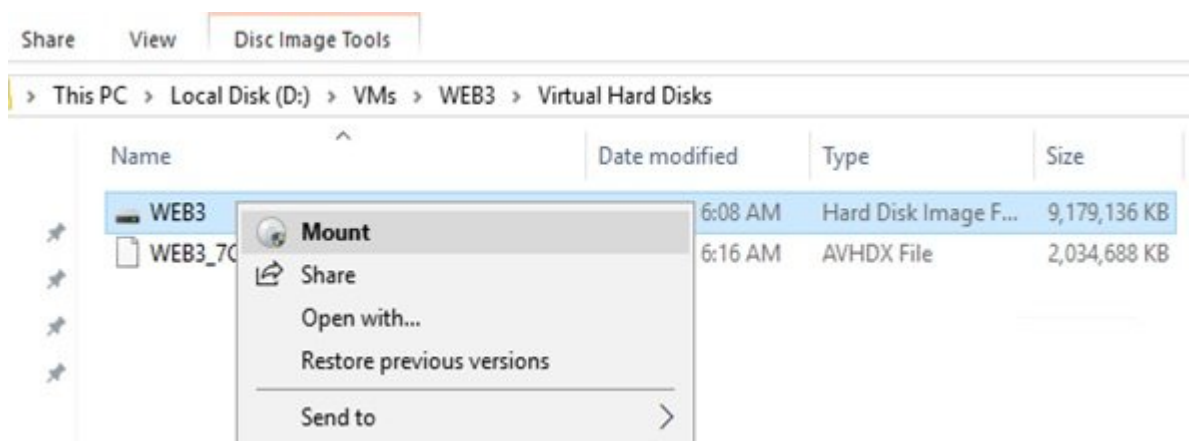 Share View Disc Image Tools
> This PC > Local Disk (D:) > VMs > WEB3 > Virtual Hard Disks
Name Date modified Type Size
WEB3 6:08 AM Hard Disk Image F... 9,179,136 KB
WEB3_7 6:16 AM AVHDX File 2,034,688 KB
Mount
Share
Open with...
Restore previous versions
Send to >